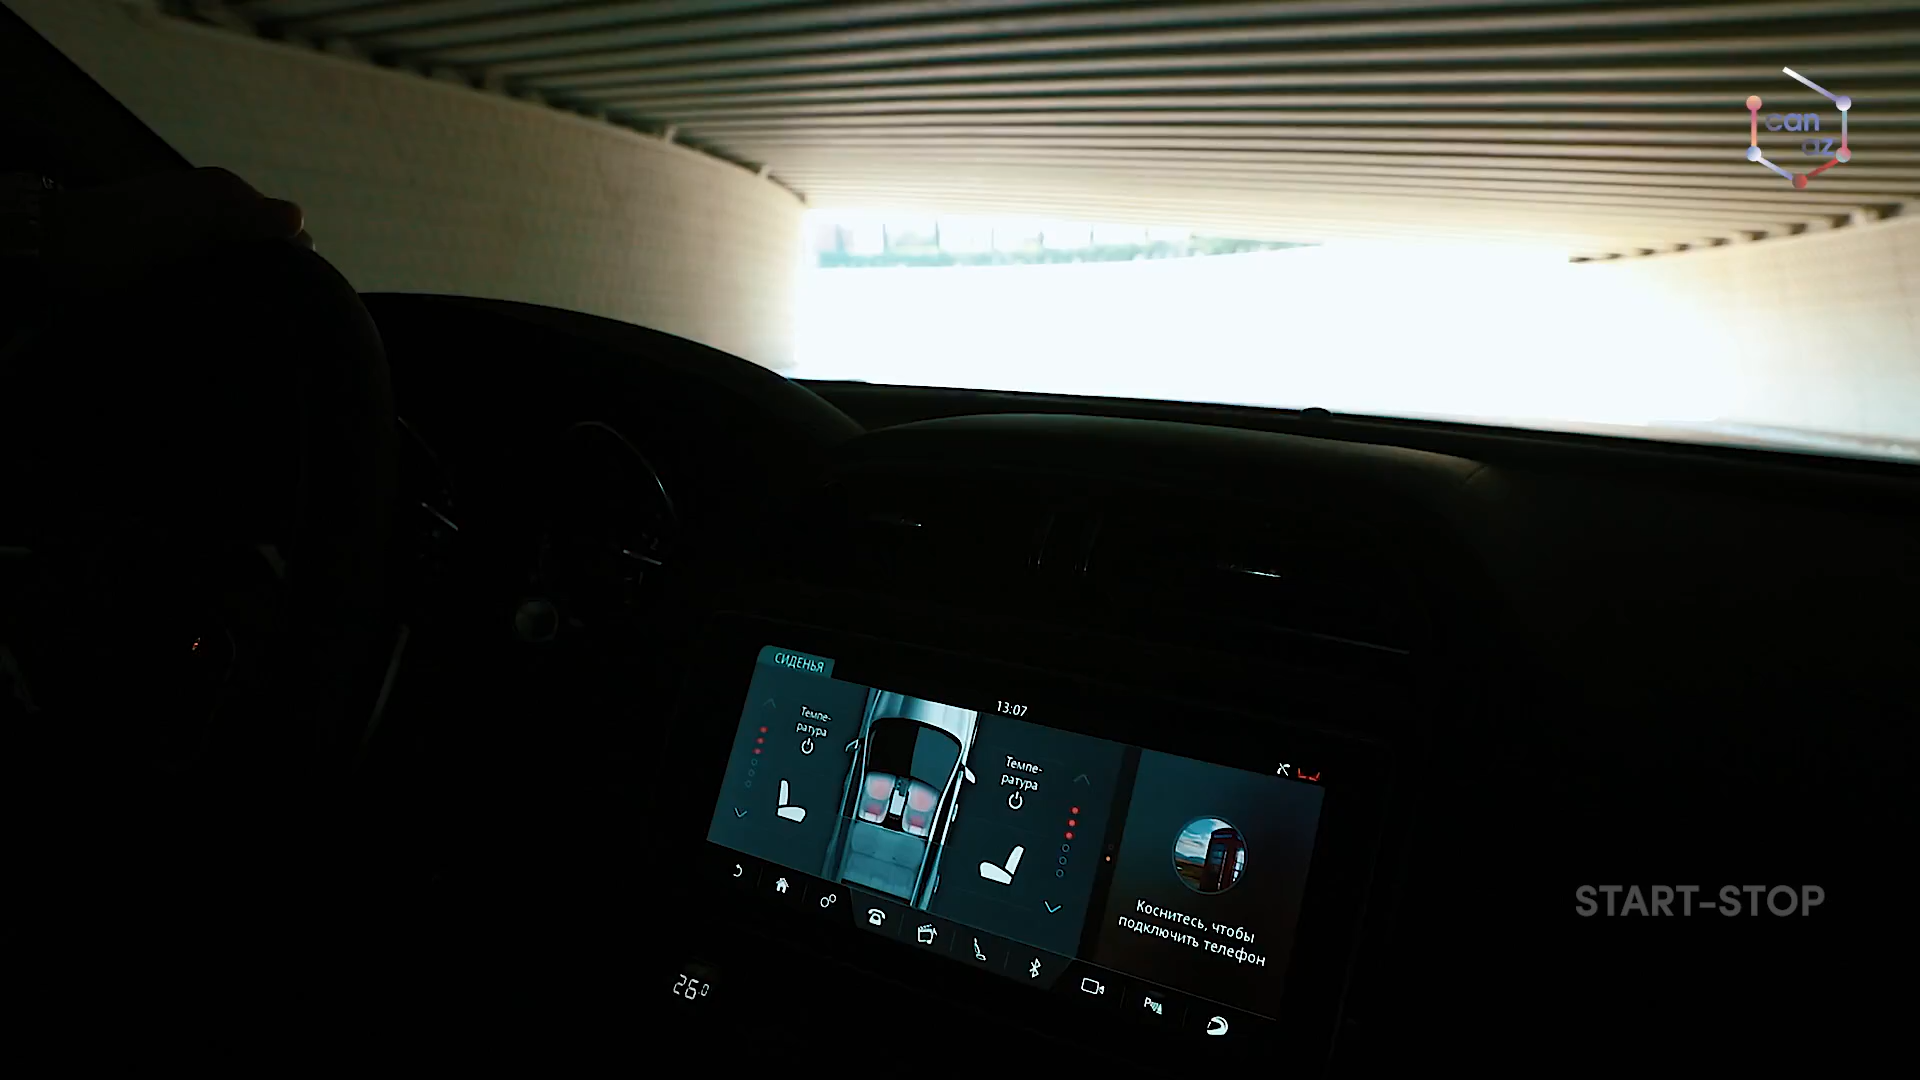 can
az
СИДЕНЬЯ
13:07
Темпе-
ратура
Темпе-
ратура
Коснитесь, чтобы
подключить телефон
START-STOP
26.0